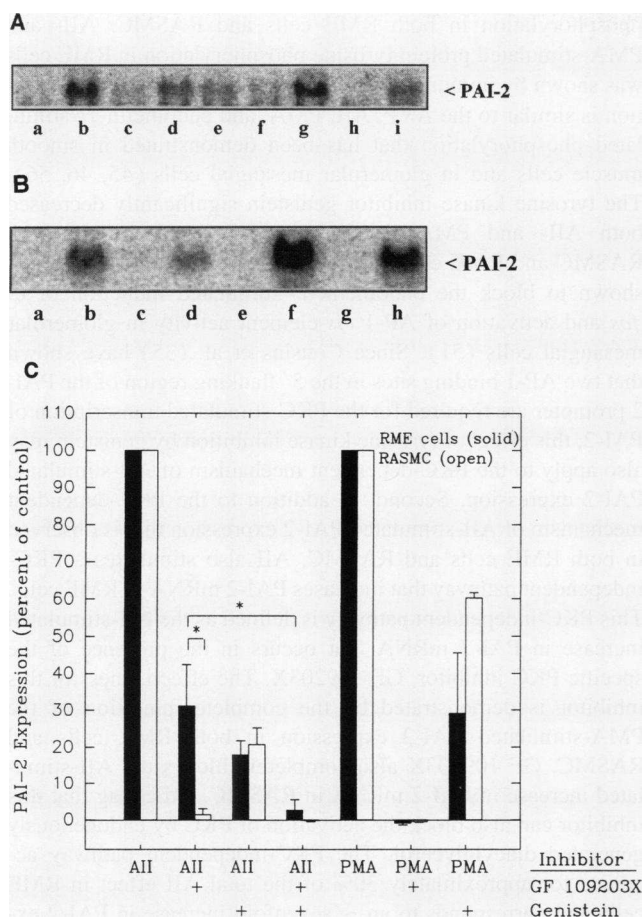 A
< PAI-2
a b c d e f g h i
B
< PAI-2
a b c d e f g h
C
PAI-2 Expression (percent of control)
110
100
90
80
70
60
50
40
30
20
10
0
RME cells (solid)
RASMC (open)
*
*
AII AII AII AII PMA PMA PMA Inhibitor
+ + + GF 109203X
+ + + Genistein